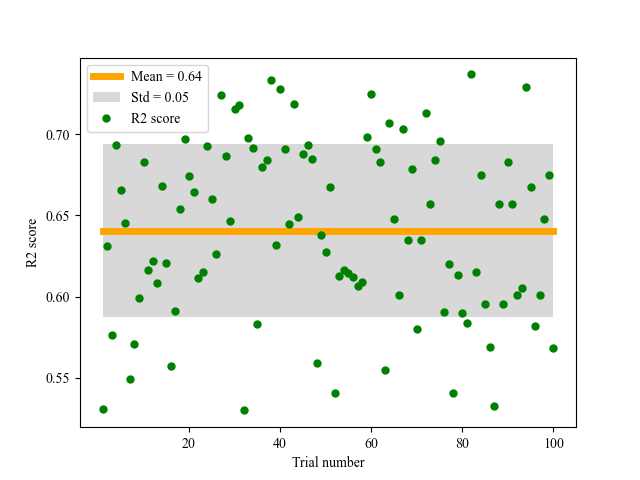 Mean = 0.64
Std = 0.05
R2 score
0.70
0.65
0.60
0.55
R2 score
20
40
60
80
100
Trial number